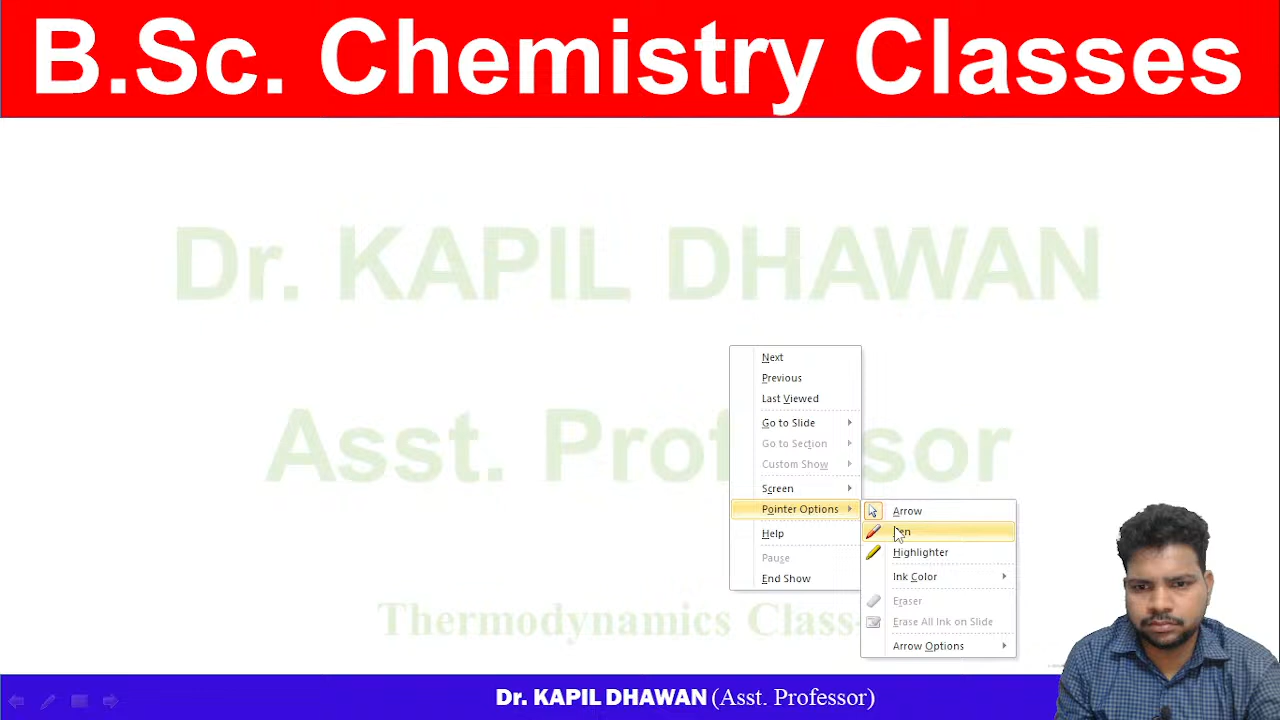 B.Sc. Chemistry Classes
Dr. KAPIL DHAWAN
Asst. Prof sor
Thermodynamics Class
Next
Previous
Last Viewed
Go to Slide
Go to Section
Custom Show
Screen
Pointer Options
Help
Pause
End Show
Arrow
Pen
Highlighter
Ink Color
Eraser
Erase All Ink on Slide
Arrow Options
Dr. KAPIL DHAWAN (Asst. Professor)